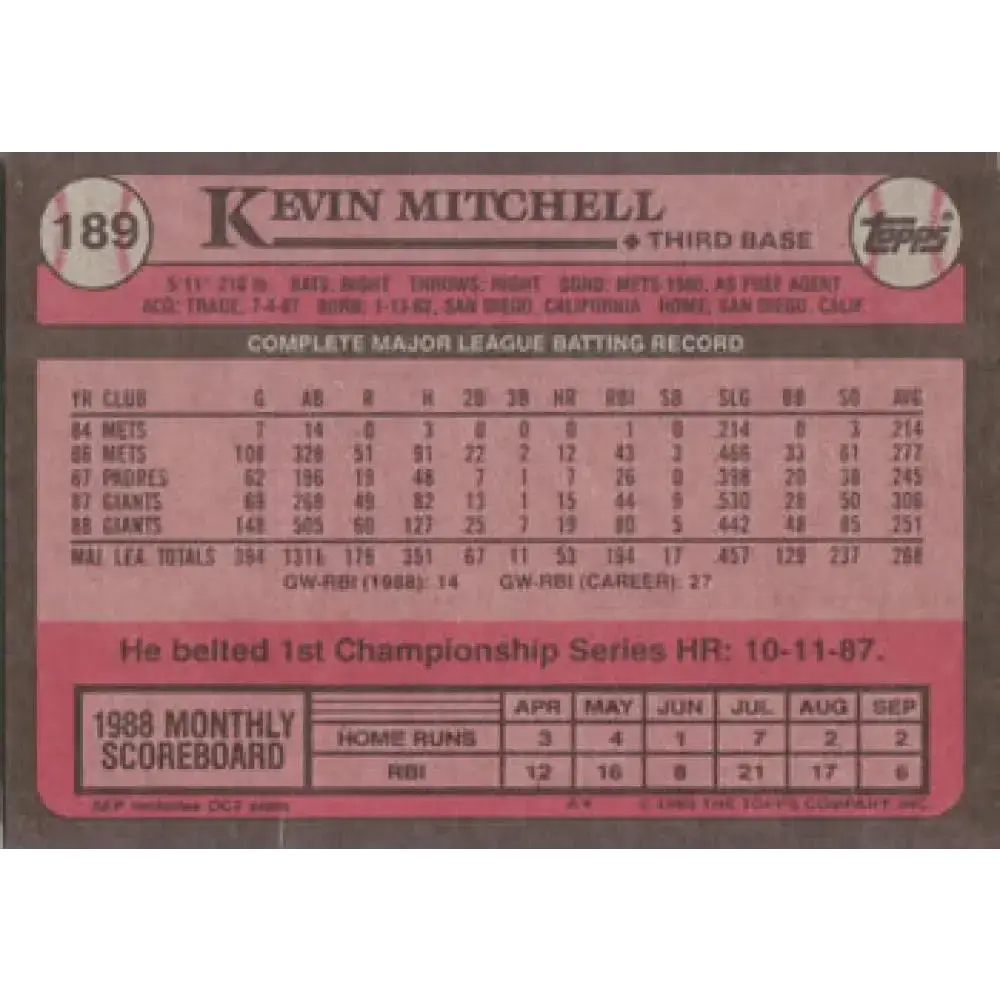 189
KEVIN MITCHELL
THIRD BASE
Topps®
5'11" 210 lb. BATS: RIGHT THROWS: RIGHT SGND: METS-1980, AS FREE AGENT
ACQ: TRADE, 7-4-87 BORN: 1-13-62, SAN DIEGO, CALIFORNIA HOME: SAN DIEGO, CALIF.
COMPLETE MAJOR LEAGUE BATTING RECORD
YR CLUB G AB R H 2B 3B HR RBI SB SLG BB SO AVG
84 METS 7 14 0 3 0 0 0 1 0 .214 0 3 .214
86 METS 108 328 51 91 22 2 12 43 3 .466 33 61 .277
87 PADRES 62 196 19 48 7 1 7 26 0 .398 20 38 .245
87 GIANTS 69 268 49 82 13 1 15 44 9 .530 28 50 .306
88 GIANTS 148 505 60 127 25 7 19 80 5 .442 48 85 .251
MAJ. LEA. TOTALS 394 1311 179 351 67 11 53 194 17 .457 129 237 .268
GW-RBI (1988): 14 GW-RBI (CAREER): 27
He belted 1st Championship Series HR: 10-11-87.
1988 MONTHLY SCOREBOARD
APR MAY JUN JUL AUG SEP
HOME RUNS 3 4 1 7 2 2
RBI 12 16 8 21 17 6
SEP includes OCT stats A* © 1989 THE TOPPS COMPANY, INC.